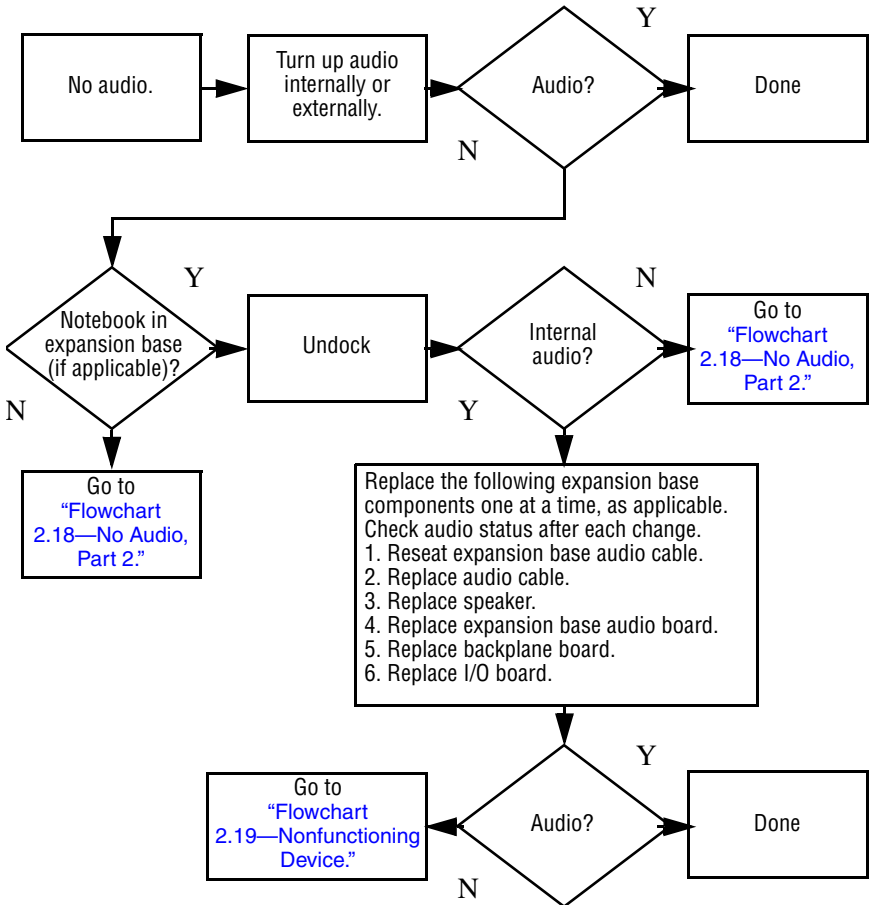 No audio.
Turn up audio
internally or
externally.
Audio?
Y
N
Done
Notebook in
expansion base
(if applicable)?
Y
N
Undock
Internal
audio?
N
Y
Go to
“Flowchart
2.18—No Audio,
Part 2.”
Go to
“Flowchart
2.18—No Audio,
Part 2.”
Replace the following expansion base
components one at a time, as applicable.
Check audio status after each change.
1. Reseat expansion base audio cable.
2. Replace audio cable.
3. Replace speaker.
4. Replace expansion base audio board.
5. Replace backplane board.
6. Replace I/O board.
Go to
“Flowchart
2.19—Nonfunctioning
Device.”
Audio?
Y
N
Done